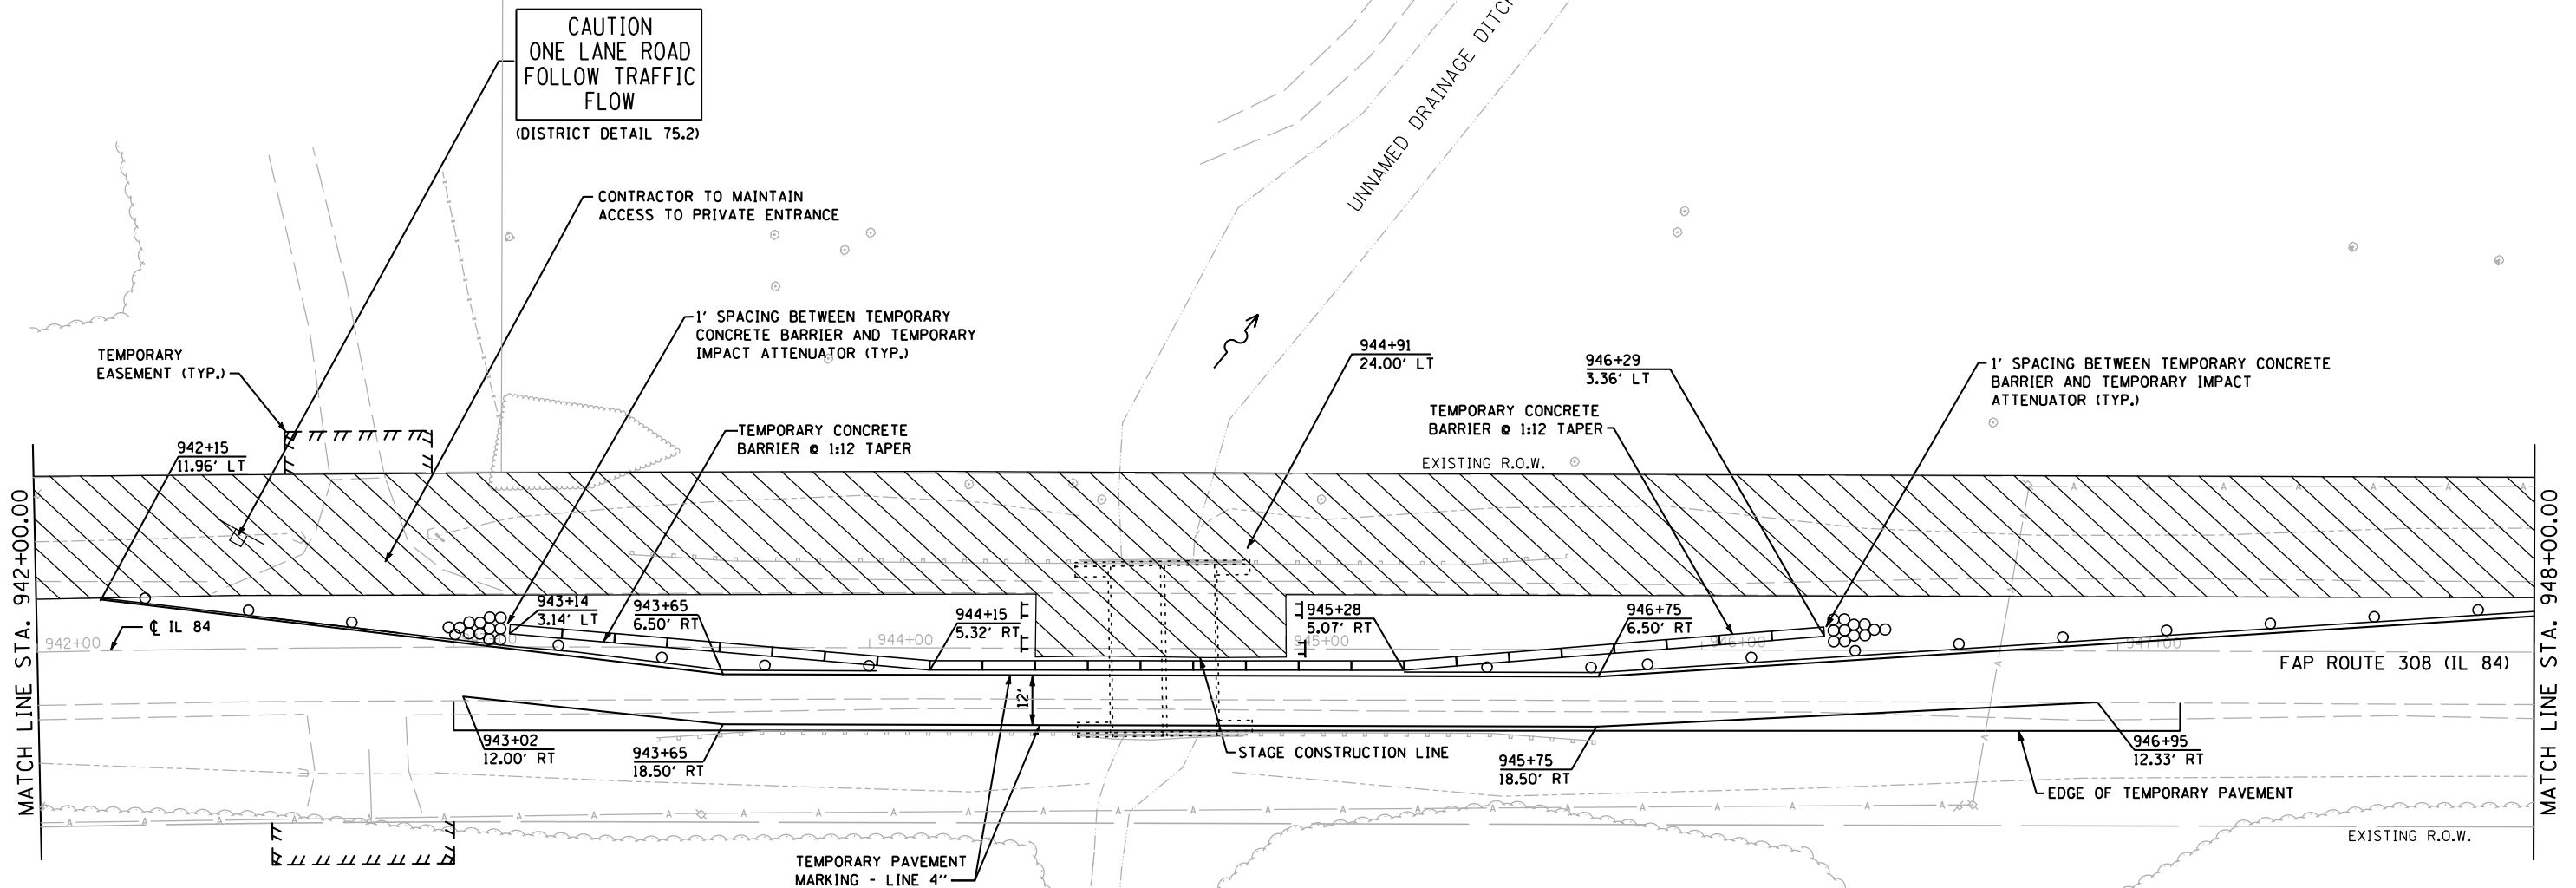 CAUTION
ONE LANE ROAD
FOLLOW TRAFFIC
FLOW
(DISTRICT DETAIL 75.2)
UNNAMED DRAINAGE DITCH
CONTRACTOR TO MAINTAIN
ACCESS TO PRIVATE ENTRANCE
1' SPACING BETWEEN TEMPORARY
CONCRETE BARRIER AND TEMPORARY
IMPACT ATTENUATOR (TYP.)
TEMPORARY
EASEMENT (TYP.)
944+91
24.00' LT
946+29
3.36' LT
1' SPACING BETWEEN TEMPORARY CONCRETE
BARRIER AND TEMPORARY IMPACT
ATTENUATOR (TYP.)
TEMPORARY CONCRETE
BARRIER @ 1:12 TAPER
TEMPORARY CONCRETE
BARRIER @ 1:12 TAPER
942+15
11.96' LT
EXISTING R.O.W.
MATCH LINE STA. 942+00.00
MATCH LINE STA. 948+00.00
℄ IL 84
942+00
943+14
3.14' LT
943+65
6.50' RT
944+00
944+15
5.32' RT
945+28
5.07' RT
945+00
946+75
6.50' RT
946+00
947+00
FAP ROUTE 308 (IL 84)
12'
943+02
12.00' RT
943+65
18.50' RT
STAGE CONSTRUCTION LINE
945+75
18.50' RT
946+95
12.33' RT
EDGE OF TEMPORARY PAVEMENT
EXISTING R.O.W.
TEMPORARY PAVEMENT
MARKING - LINE 4"